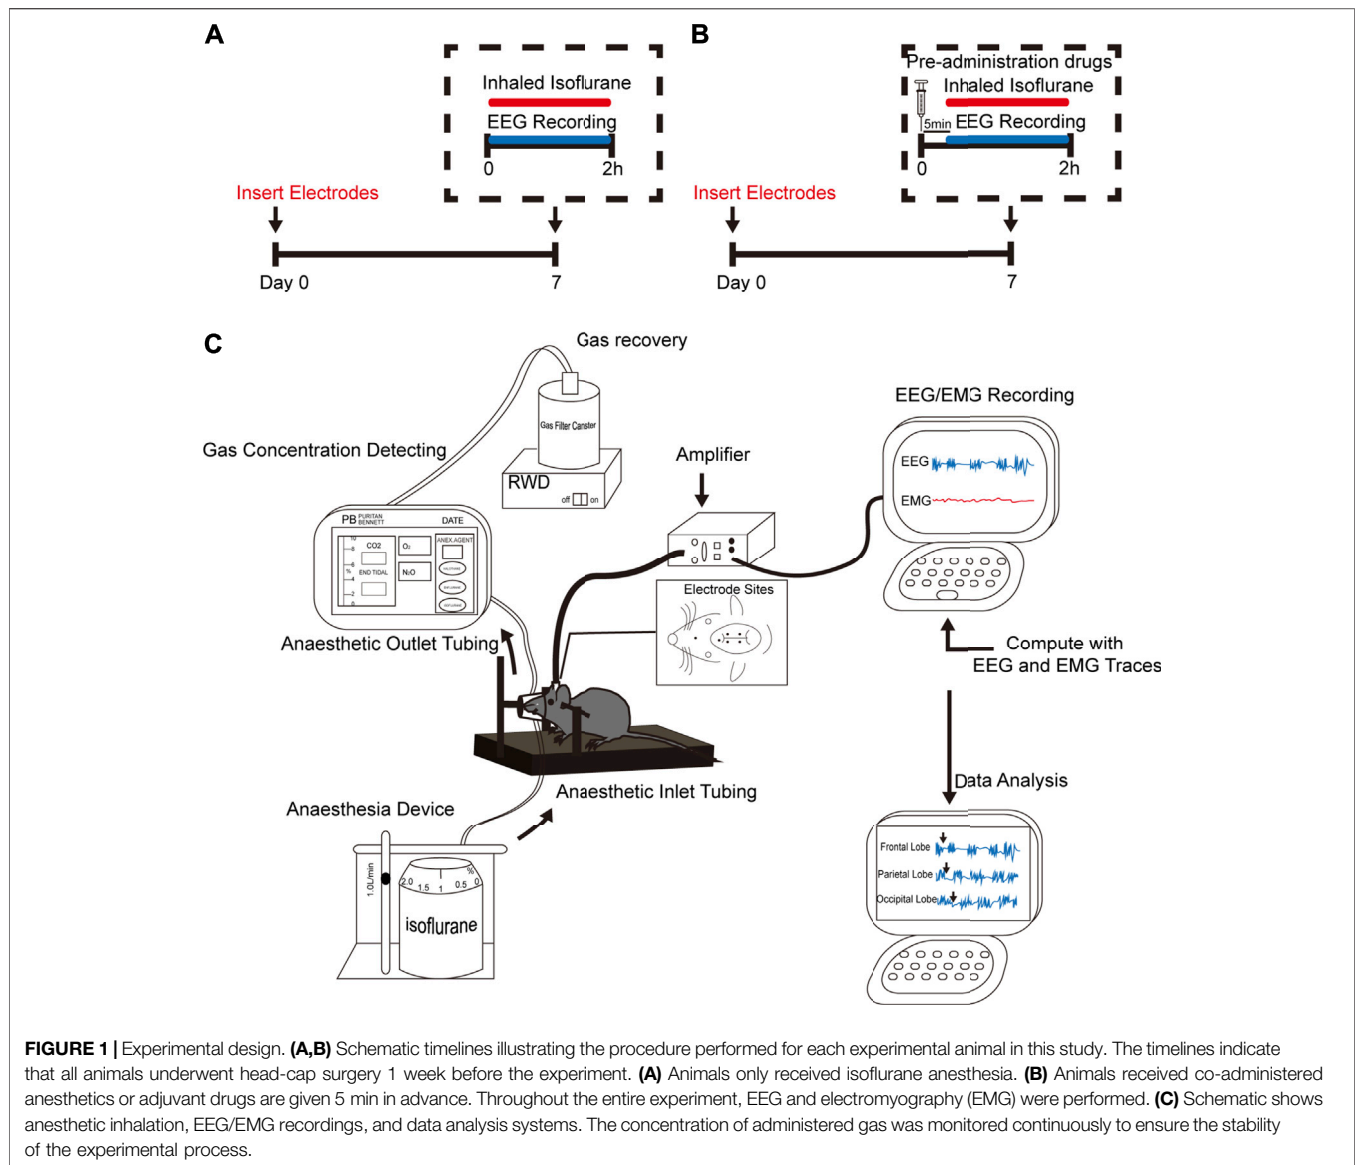 A
Inhaled Isoflurane
EEG Recording
0 2h
Insert Electrodes
Day 0 7
B
Pre-administration drugs
Inhaled Isoflurane
5min EEG Recording
0 2h
Insert Electrodes
Day 0 7
C
Gas recovery
Gas Filter Canster
RWD
off on
Gas Concentration Detecting
PB PURITAN
BENNETT
DATE
10
8
6
%
4
2
0
CO2
END TIDAL
O2
N2O
ANEX.AGENT
Anaesthetic Outlet Tubing
Amplifier
Electrode Sites
EEG/EMG Recording
EEG
EMG
Compute with
EEG and EMG Traces
Data Analysis
Frontal Lobe
Parietal Lobe
Occipital Lobe
Anaesthetic Inlet Tubing
Anaesthesia Device
1.0L/min
2.0 1.5 1 0.5 0 %
isoflurane
FIGURE 1 | Experimental design. (A,B) Schematic timelines illustrating the procedure performed for each experimental animal in this study. The timelines indicate
that all animals underwent head-cap surgery 1 week before the experiment. (A) Animals only received isoflurane anesthesia. (B) Animals received co-administered
anesthetics or adjuvant drugs are given 5 min in advance. Throughout the entire experiment, EEG and electromyography (EMG) were performed. (C) Schematic shows
anesthetic inhalation, EEG/EMG recordings, and data analysis systems. The concentration of administered gas was monitored continuously to ensure the stability
of the experimental process.